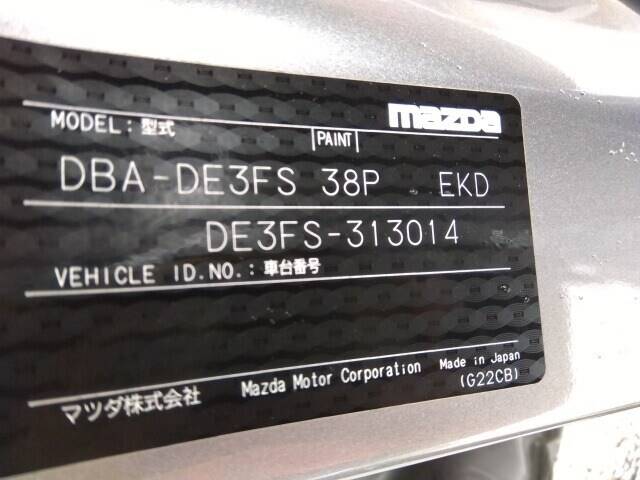 mazda
MODEL: 型式 |PAINT|
DBA-DE3FS 38P EKD
DE3FS-313014
VEHICLE ID.NO.: 車台番号
マツダ株式会社 Mazda Motor Corporation Made in Japan
(G22CB)